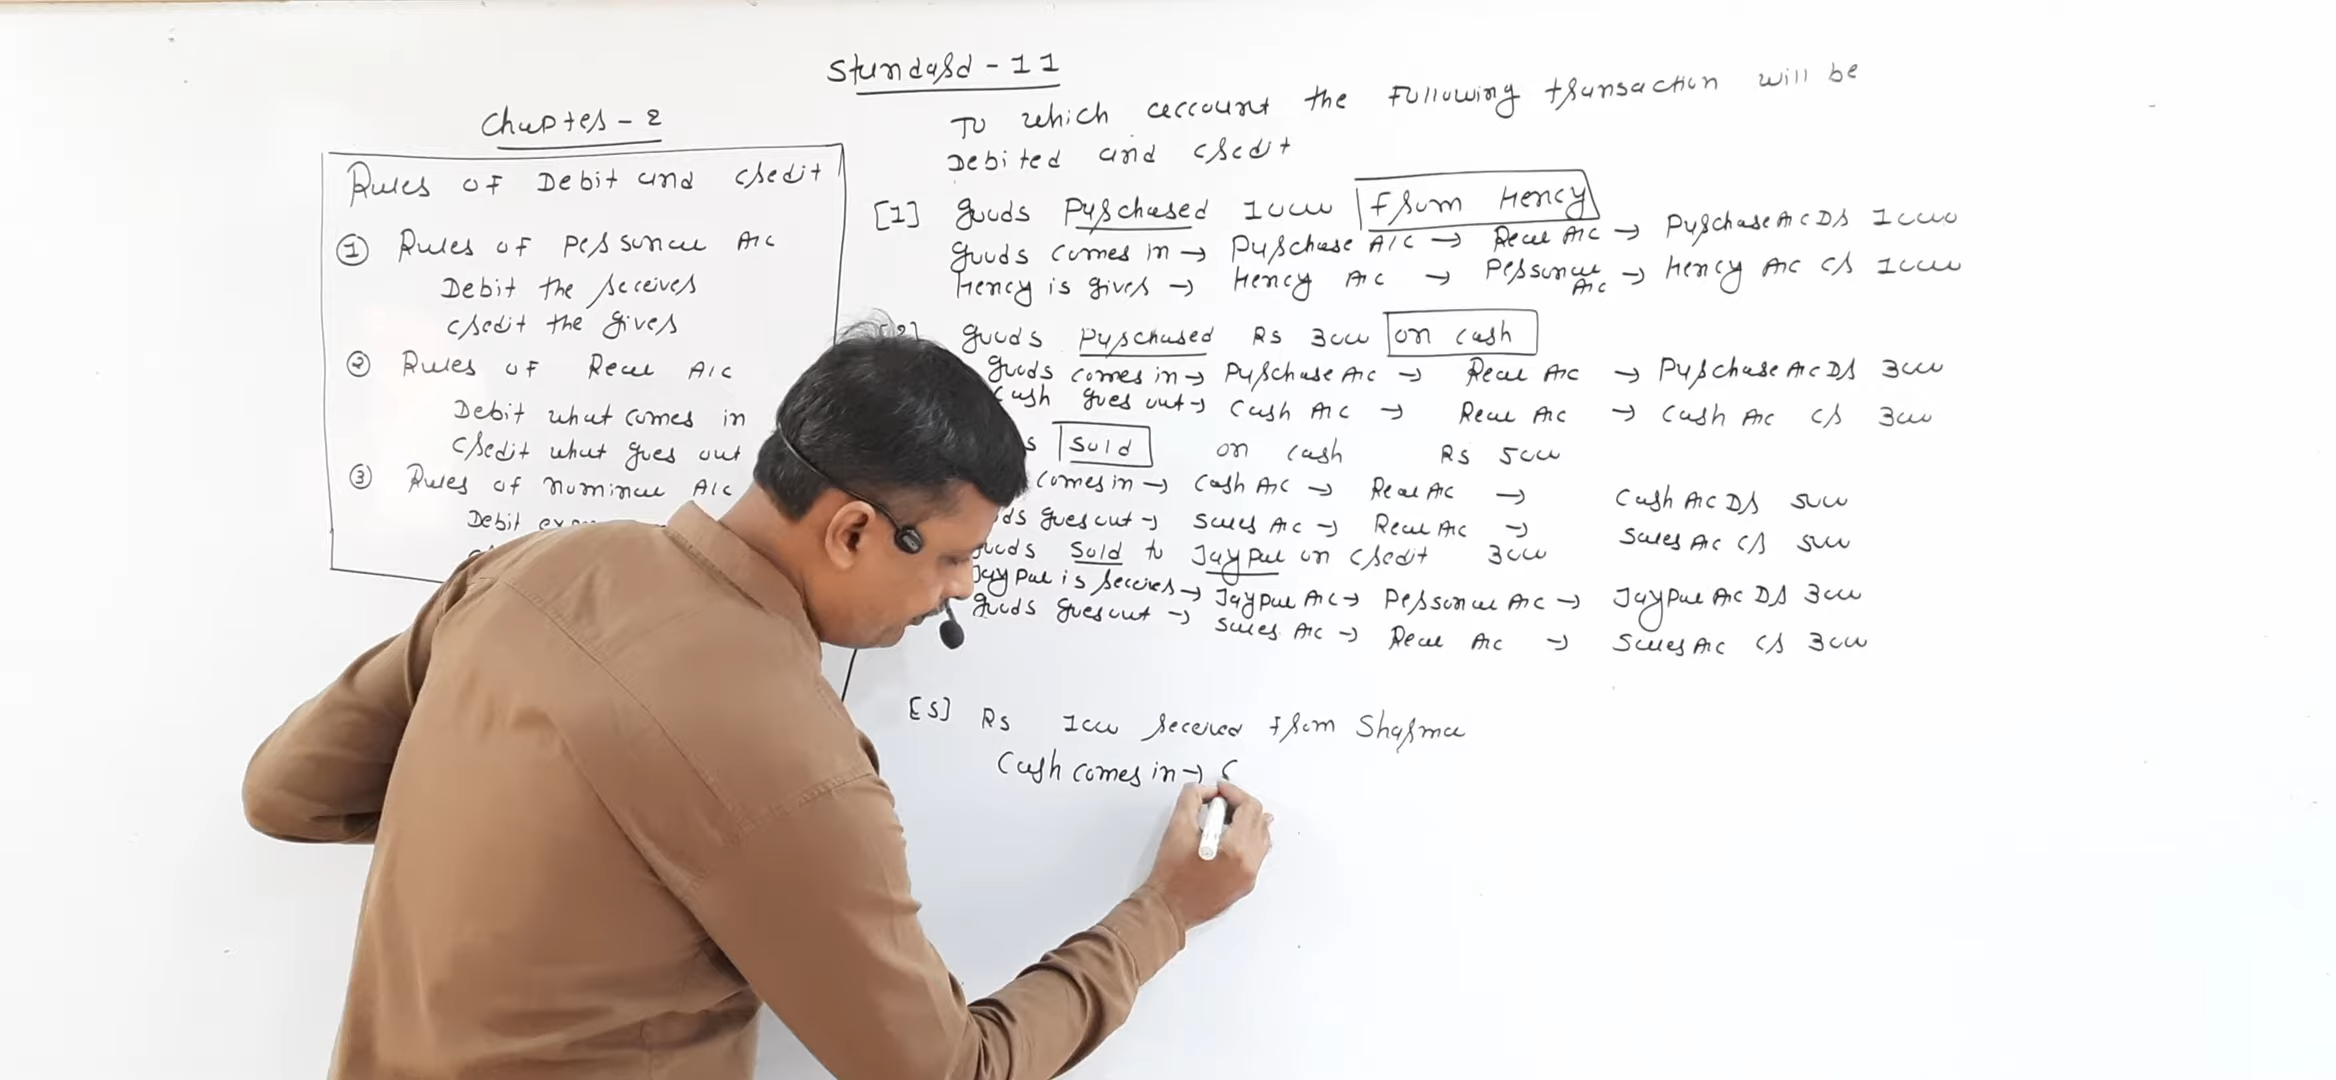 Standard - 11
Chapter - 2
Rules of Debit and credit
① Rules of personal A/c
Debit the receiver
credit the giver
② Rules of Real A/c
Debit what comes in
Credit what goes out
③ Rules of nominal A/c
Debit
To which account the following transaction will be
Debited and credit
[1] goods purchased 1000 from Hency
goods comes in → purchase A/c → Real A/c → purchase A/c Dr 1000
Hency is giver → Hency A/c → personal A/c → Hency A/c Cr 1000
goods purchased Rs 300 on cash
goods comes in → purchase A/c → Real A/c → purchase A/c Dr 300
Cash goes out → Cash A/c → Real A/c → Cash A/c Cr 300
Sold on cash Rs 500
comes in → Cash A/c → Real A/c → Cash A/c Dr 500
goes out → Sales A/c → Real A/c → Sales A/c Cr 500
goods Sold to Jaypal on credit 300
Jaypal is receiver → Jaypal A/c → personal A/c → Jaypal A/c Dr 300
goods goes out → Sales A/c → Real A/c → Sales A/c Cr 300
[5] Rs 100 received from Sharma
Cash comes in → C